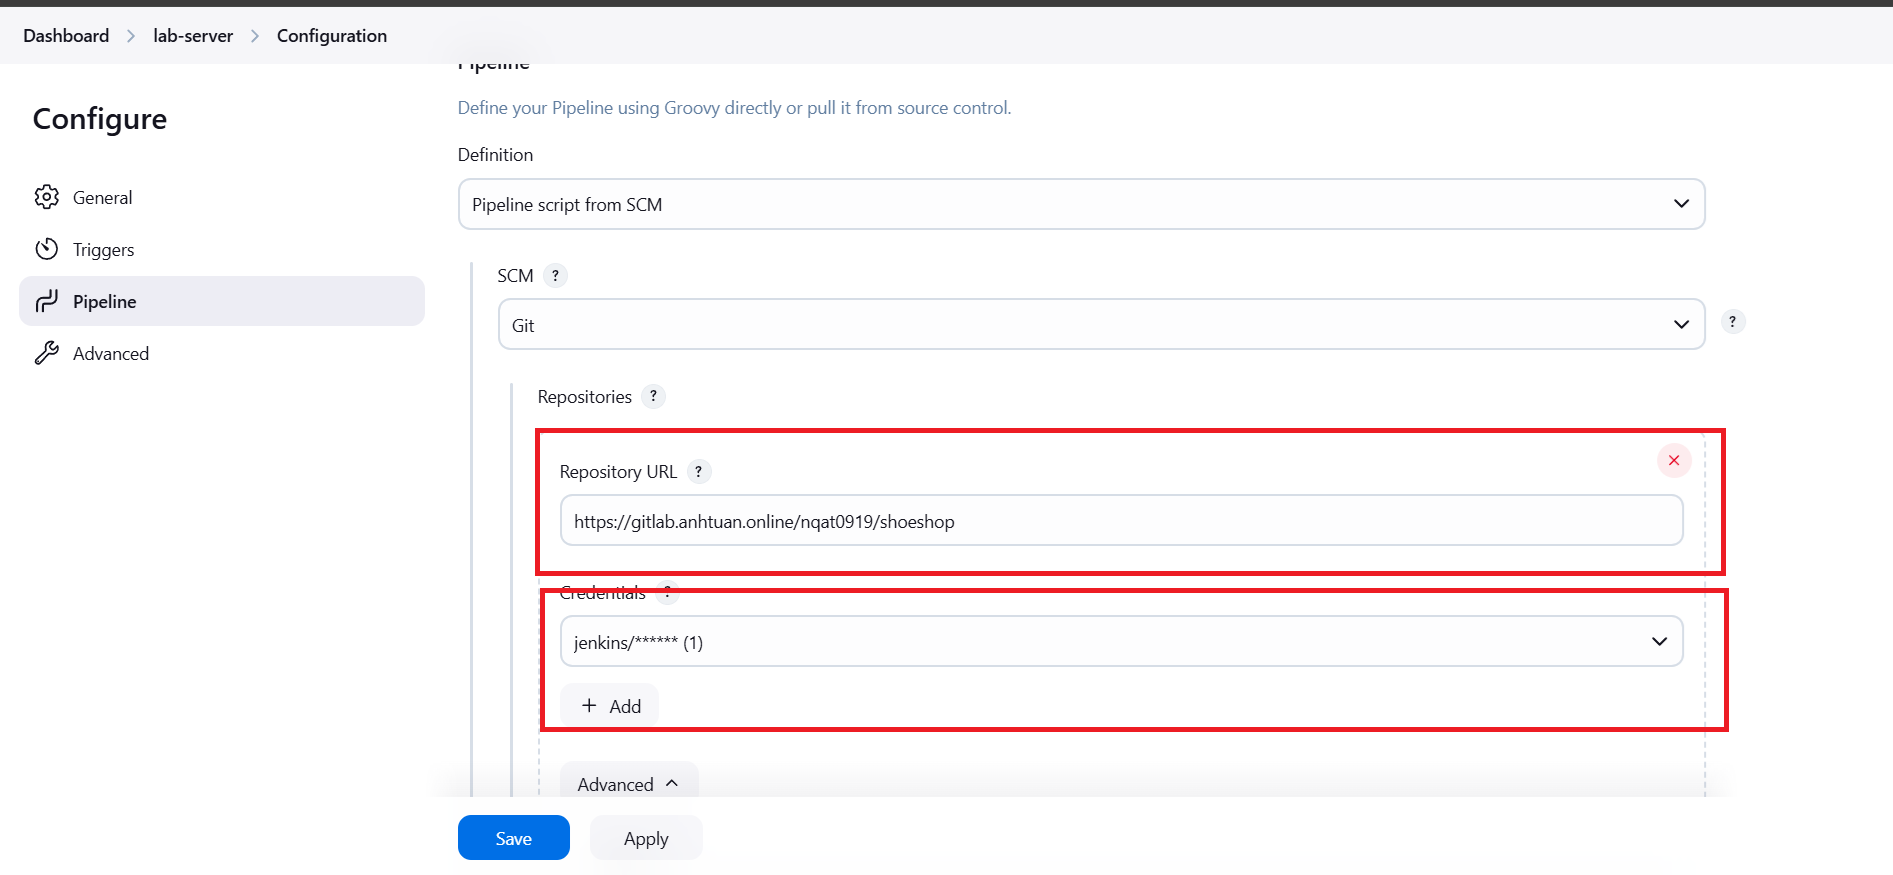 Dashboard > lab-server > Configuration
Configure
General
Triggers
Pipeline
Advanced
Pipeline
Define your Pipeline using Groovy directly or pull it from source control.
Definition
Pipeline script from SCM
SCM ?
Git
?
Repositories ?
Repository URL ?
https://gitlab.anhtuan.online/nqat0919/shoeshop
Credentials ?
jenkins/****** (1)
+ Add
Advanced
Save Apply